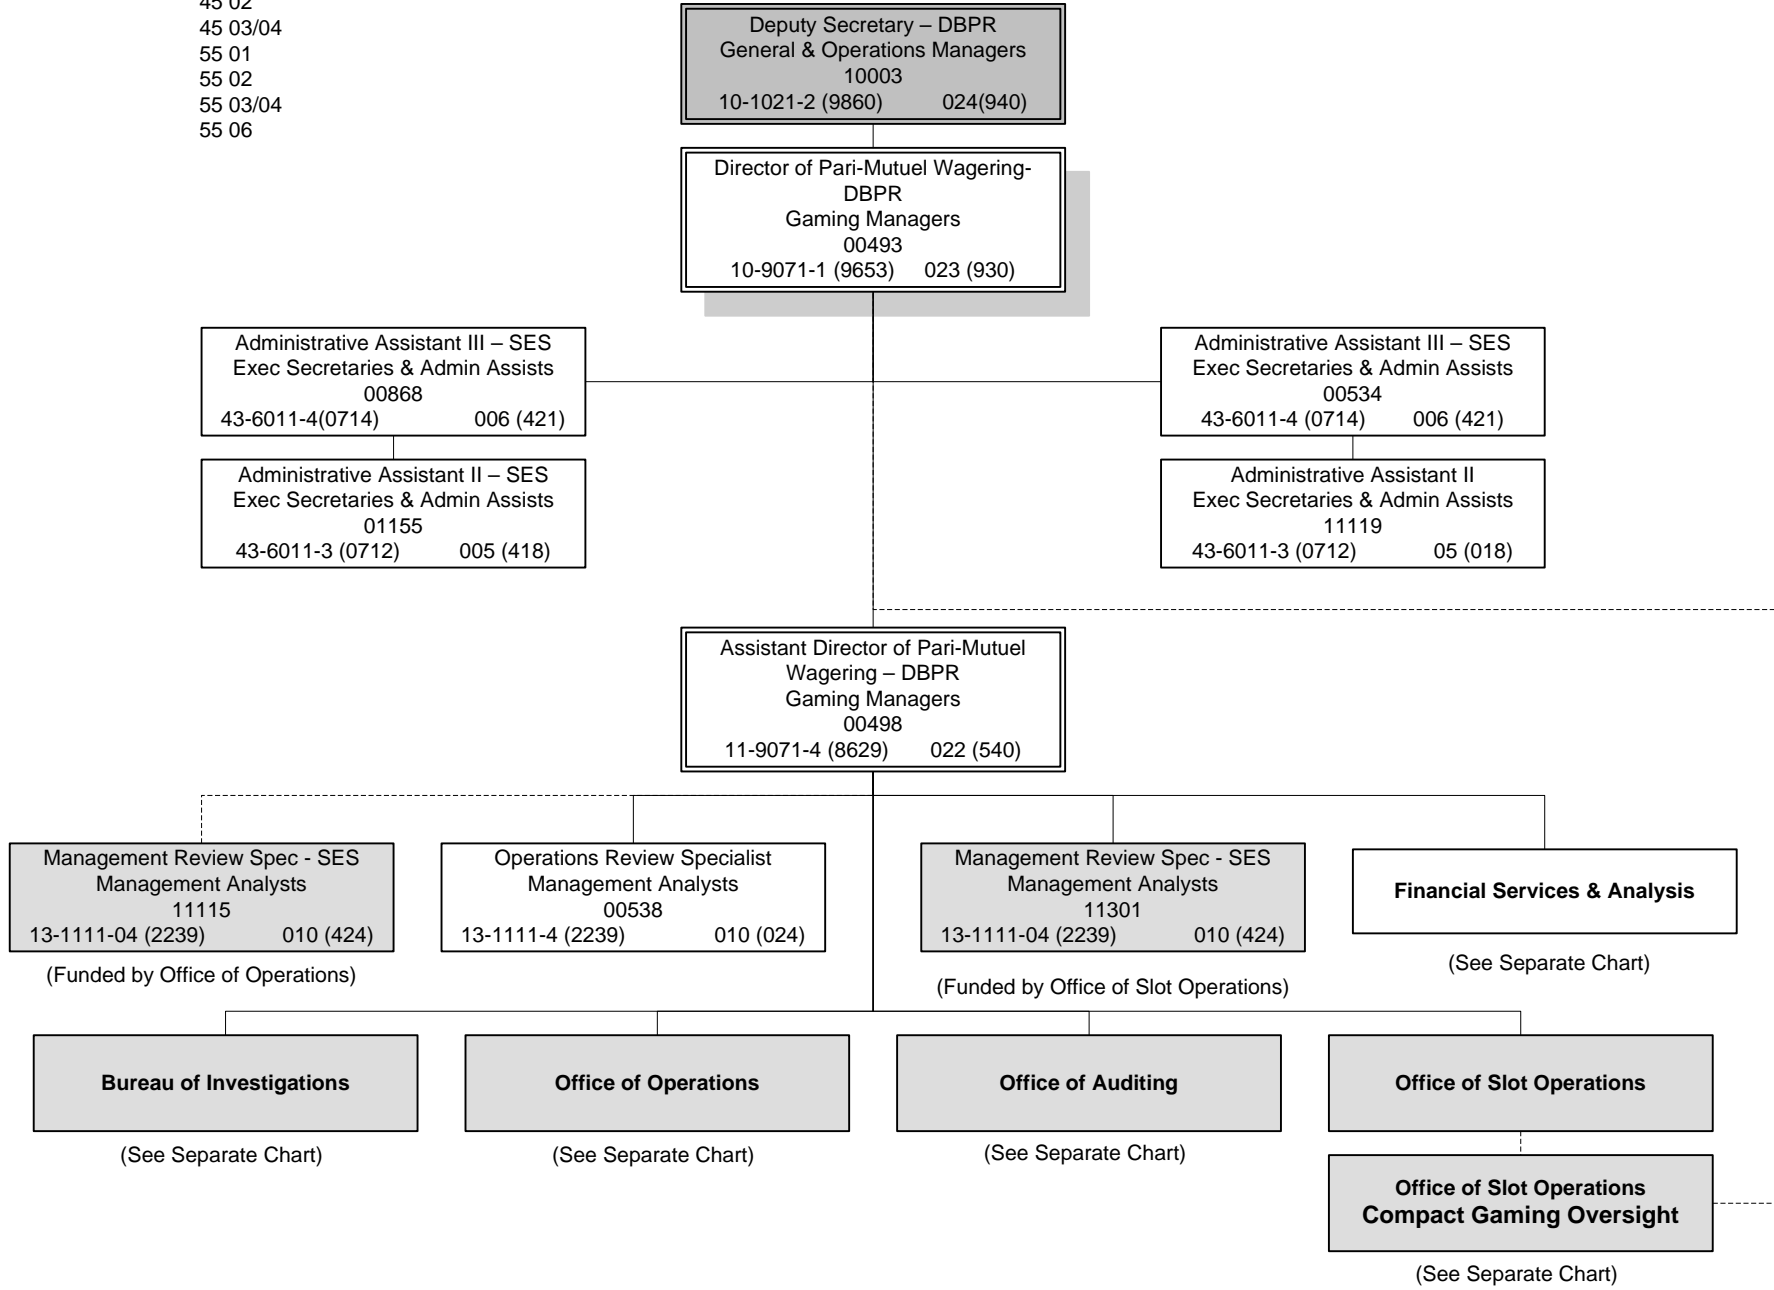 45 02
45 03/04
55 01
55 02
55 03/04
55 06
Deputy Secretary – DBPR
General & Operations Managers
10003
10-1021-2 (9860) 024(940)
Director of Pari-Mutuel Wagering-
DBPR
Gaming Managers
00493
10-9071-1 (9653) 023 (930)
Administrative Assistant III – SES
Exec Secretaries & Admin Assists
00868
43-6011-4(0714) 006 (421)
Administrative Assistant III – SES
Exec Secretaries & Admin Assists
00534
43-6011-4 (0714) 006 (421)
Administrative Assistant II – SES
Exec Secretaries & Admin Assists
01155
43-6011-3 (0712) 005 (418)
Administrative Assistant II
Exec Secretaries & Admin Assists
11119
43-6011-3 (0712) 05 (018)
Assistant Director of Pari-Mutuel
Wagering – DBPR
Gaming Managers
00498
11-9071-4 (8629) 022 (540)
Management Review Spec - SES
Management Analysts
11115
13-1111-04 (2239) 010 (424)
(Funded by Office of Operations)
Operations Review Specialist
Management Analysts
00538
13-1111-4 (2239) 010 (024)
Management Review Spec - SES
Management Analysts
11301
13-1111-04 (2239) 010 (424)
(Funded by Office of Slot Operations)
Financial Services & Analysis
(See Separate Chart)
Bureau of Investigations
(See Separate Chart)
Office of Operations
(See Separate Chart)
Office of Auditing
(See Separate Chart)
Office of Slot Operations
Office of Slot Operations
Compact Gaming Oversight
(See Separate Chart)